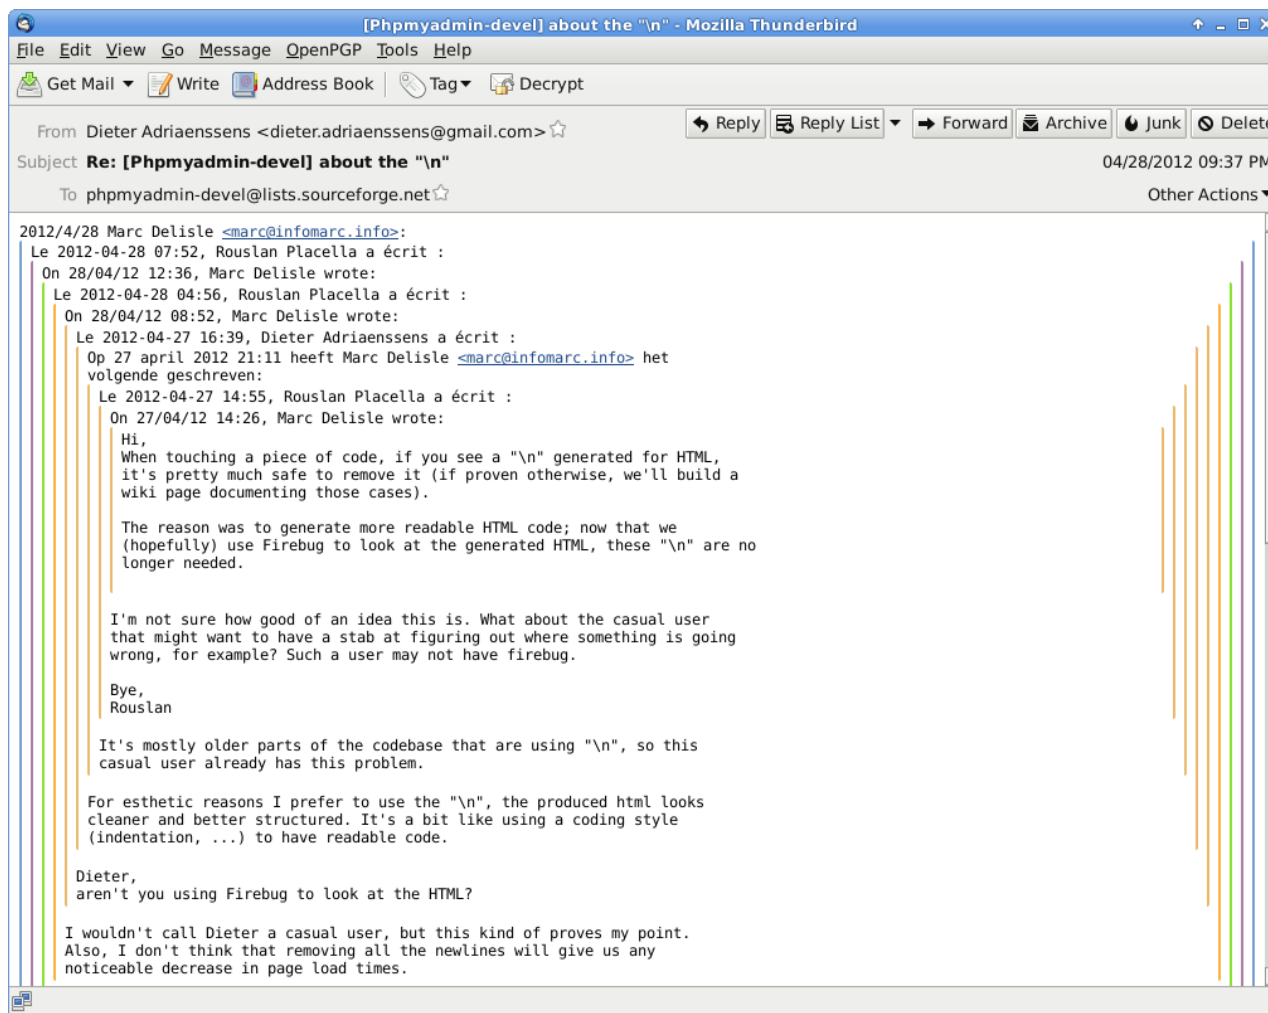 [Phpmyadmin-devel] about the "\n" - Mozilla Thunderbird
File Edit View Go Message OpenPGP Tools Help
Get Mail Write Address Book Tag Decrypt
From Dieter Adriaenssens <dieter.adriaenssens@gmail.com> Reply Reply List Forward Archive Junk Delete
Subject Re: [Phpmyadmin-devel] about the "\n" 04/28/2012 09:37 PM
To phpmyadmin-devel@lists.sourceforge.net Other Actions
2012/4/28 Marc Delisle <marc@infomarc.info>:
Le 2012-04-28 07:52, Rouslan Placella a écrit :
On 28/04/12 12:36, Marc Delisle wrote:
Le 2012-04-28 04:56, Rouslan Placella a écrit :
On 28/04/12 08:52, Marc Delisle wrote:
Le 2012-04-27 16:39, Dieter Adriaenssens a écrit :
Op 27 april 2012 21:11 heeft Marc Delisle <marc@infomarc.info> het
volgende geschreven:
Le 2012-04-27 14:55, Rouslan Placella a écrit :
On 27/04/12 14:26, Marc Delisle wrote:
Hi,
When touching a piece of code, if you see a "\n" generated for HTML,
it's pretty much safe to remove it (if proven otherwise, we'll build a
wiki page documenting those cases).
The reason was to generate more readable HTML code; now that we
(hopefully) use Firebug to look at the generated HTML, these "\n" are no
longer needed.
I'm not sure how good of an idea this is. What about the casual user
that might want to have a stab at figuring out where something is going
wrong, for example? Such a user may not have firebug.
Bye,
Rouslan
It's mostly older parts of the codebase that are using "\n", so this
casual user already has this problem.
For esthetic reasons I prefer to use the "\n", the produced html looks
cleaner and better structured. It's a bit like using a coding style
(indentation, ...) to have readable code.
Dieter,
aren't you using Firebug to look at the HTML?
I wouldn't call Dieter a casual user, but this kind of proves my point.
Also, I don't think that removing all the newlines will give us any
noticeable decrease in page load times.